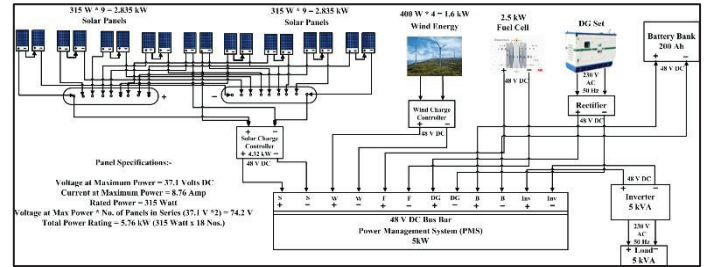 315 W * 9 = 2.835 kW
Solar Panels
315 W * 9 = 2.835 kW
Solar Panels
400 W * 4 = 1.6 kW
Wind Energy
2.5 kW
Fuel Cell
DG Set
Battery Bank
200 Ah
+ −
48 V DC
+ −
48 V DC
230 V
AC
50 Hz
Rectifier
48 V DC
Wind Charge
Controller
+ −
48 V DC
+ −
Solar Charge
Controller
4.32 kW
48 V DC
Panel Specifications:-
Voltage at Maximum Power = 37.1 Volts DC
Current at Maximum Power = 8.76 Amp
Rated Power = 315 Watt
Voltage at Max Power * No. of Panels in Series (37.1 V *2) = 74.2 V
Total Power Rating = 5.76 kW (315 Watt x 18 Nos.)
S S W W F F DG DG B B Inv Inv
+ − + − + − + − + − + −
48 V DC Bus Bar
Power Management System (PMS)
5kW
48 V DC
+ −
Inverter
5 kVA
230 V
AC
50 Hz
+ Load −
5 kVA